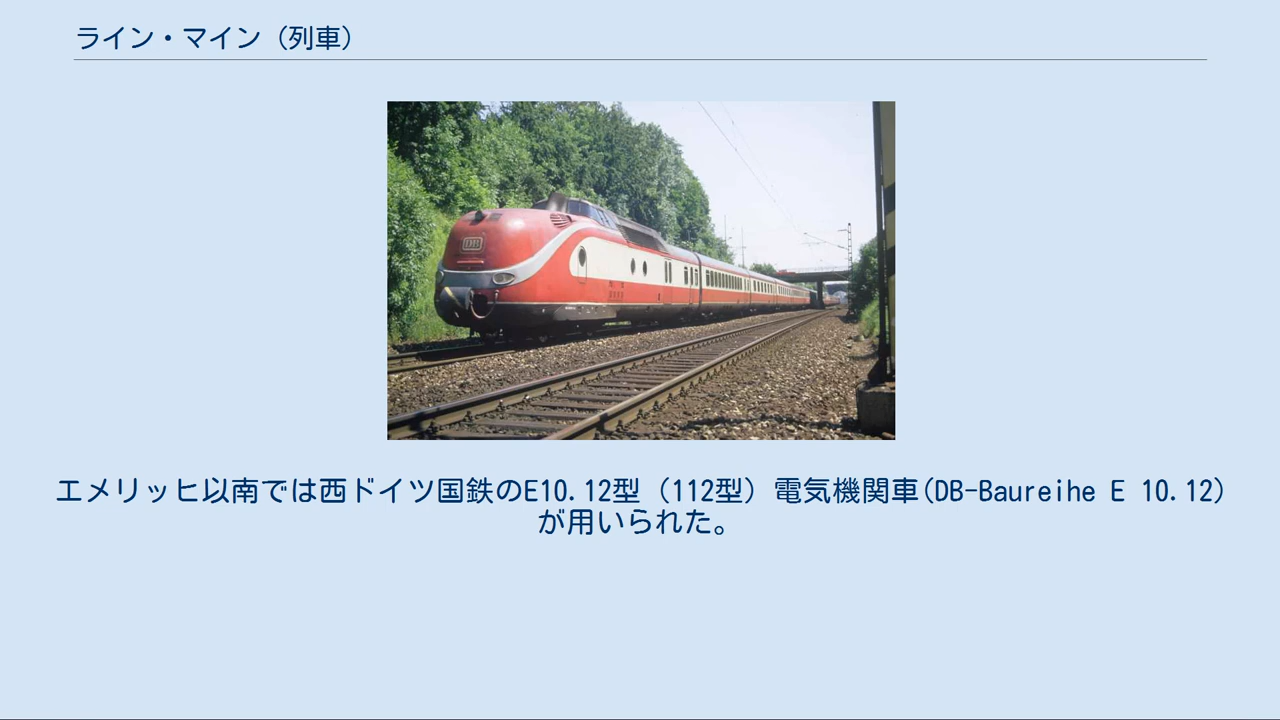 ライン・マイン（列車）
DB
エメリッヒ以南では西ドイツ国鉄のE10.12型（112型）電気機関車(DB-Baureihe E 10.12)
が用いられた。